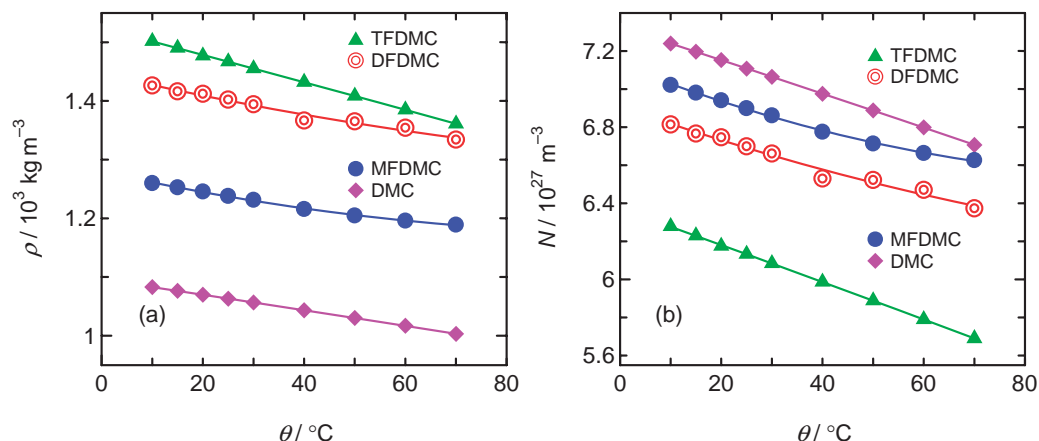 TFDMC
DFDMC
MFDMC
DMC
(a)
1.4
1.2
1
ρ / 10³ kg m⁻³
0 20 40 60 80
θ / °C
TFDMC
DFDMC
MFDMC
DMC
(b)
7.2
6.8
6.4
6
5.6
N / 10²⁷ m⁻³
0 20 40 60 80
θ / °C